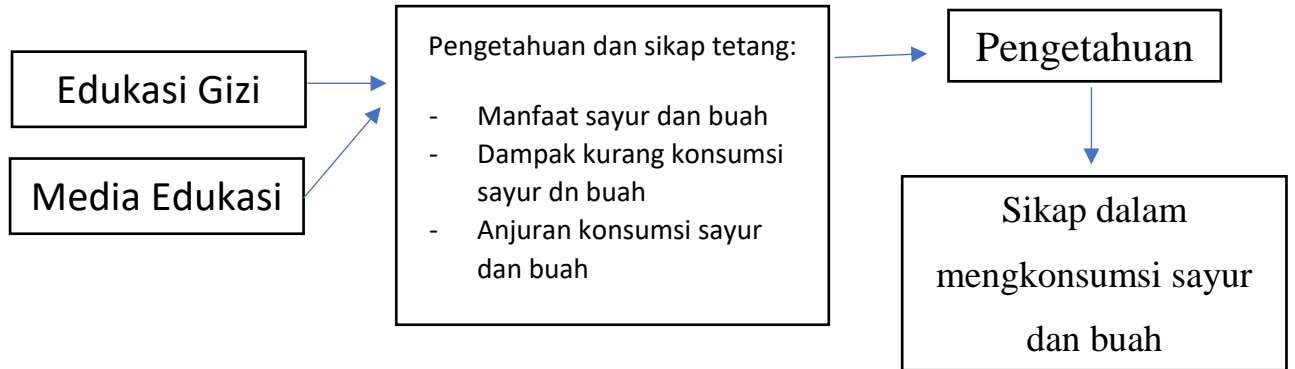 Edukasi Gizi
Media Edukasi
Pengetahuan dan sikap tetang:
- Manfaat sayur dan buah
- Dampak kurang konsumsi
sayur dn buah
- Anjuran konsumsi sayur
dan buah
Pengetahuan
Sikap dalam
mengkonsumsi sayur
dan buah